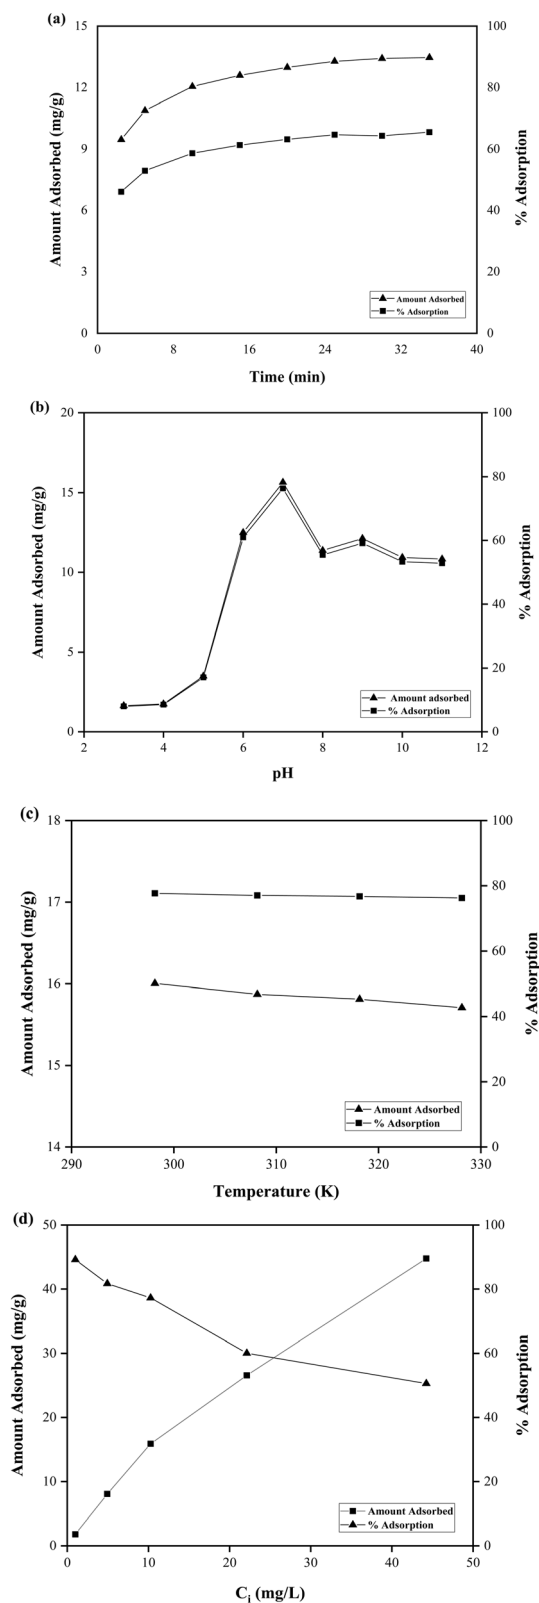 (a)
15
12
9
6
3
0
Amount Adsorbed (mg/g)
100
80
60
40
20
0
% Adsorption
Amount Adsorbed
% Adsorption
0 8 16 24 32 40
Time (min)
(b)
20
15
10
5
0
Amount Adsorbed (mg/g)
100
80
60
40
20
0
% Adsorption
Amount adsorbed
% Adsorption
2 4 6 8 10 12
pH
(c)
18
17
16
15
14
Amount Adsorbed (mg/g)
100
80
60
40
20
0
% Adsorption
Amount Adsorbed
% Adsorption
290 300 310 320 330
Temperature (K)
(d)
50
40
30
20
10
0
Amount Adsorbed (mg/g)
100
80
60
40
20
0
% Adsorption
Amount Adsorbed
% Adsorption
0 10 20 30 40 50
Ci (mg/L)